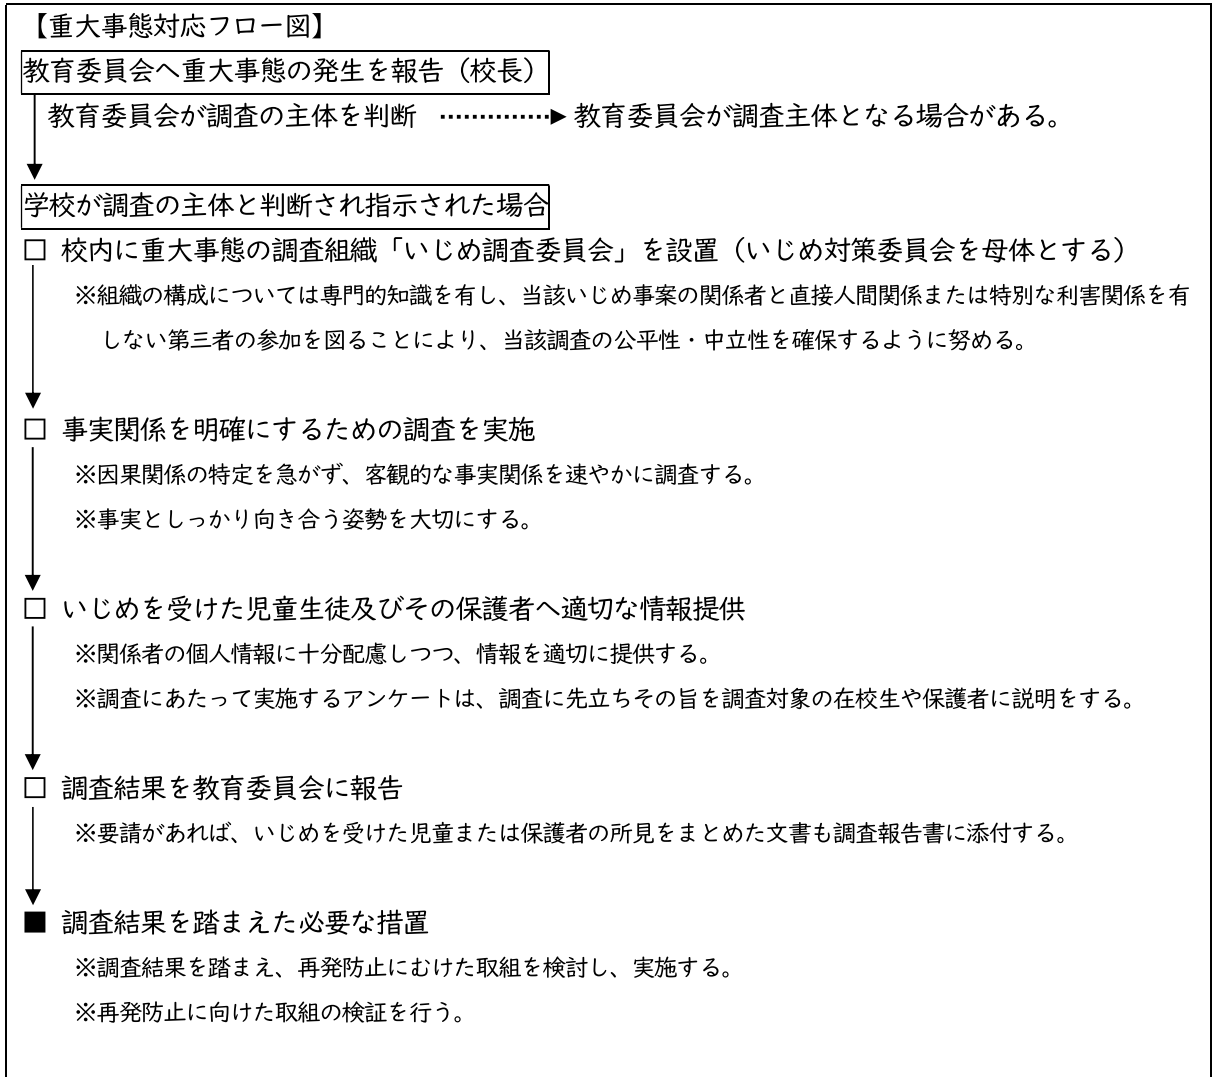 【重大事態対応フロー図】
教育委員会へ重大事態の発生を報告（校長）
教育委員会が調査の主体を判断 教育委員会が調査主体となる場合がある。
学校が調査の主体と判断され指示された場合
□ 校内に重大事態の調査組織「いじめ調査委員会」を設置（いじめ対策委員会を母体とする）
※組織の構成については専門的知識を有し、当該いじめ事案の関係者と直接人間関係または特別な利害関係を有
しない第三者の参加を図ることにより、当該調査の公平性・中立性を確保するように努める。
□ 事実関係を明確にするための調査を実施
※因果関係の特定を急がず、客観的な事実関係を速やかに調査する。
※事実としっかり向き合う姿勢を大切にする。
□ いじめを受けた児童生徒及びその保護者へ適切な情報提供
※関係者の個人情報に十分配慮しつつ、情報を適切に提供する。
※調査にあたって実施するアンケートは、調査に先立ちその旨を調査対象の在校生や保護者に説明をする。
□ 調査結果を教育委員会に報告
※要請があれば、いじめを受けた児童または保護者の所見をまとめた文書も調査報告書に添付する。
■ 調査結果を踏まえた必要な措置
※調査結果を踏まえ、再発防止にむけた取組を検討し、実施する。
※再発防止に向けた取組の検証を行う。